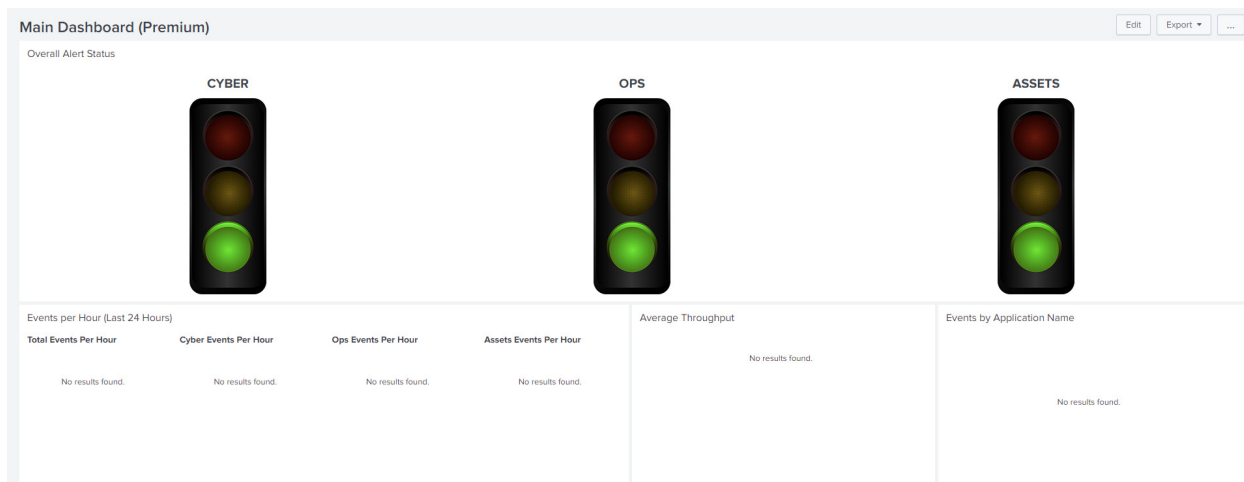 Main Dashboard (Premium)
Edit
Export
...
Overall Alert Status
CYBER
OPS
ASSETS
Events per Hour (Last 24 Hours)
Total Events Per Hour
Cyber Events Per Hour
Ops Events Per Hour
Assets Events Per Hour
No results found.
No results found.
No results found.
No results found.
Average Throughput
No results found.
Events by Application Name
No results found.